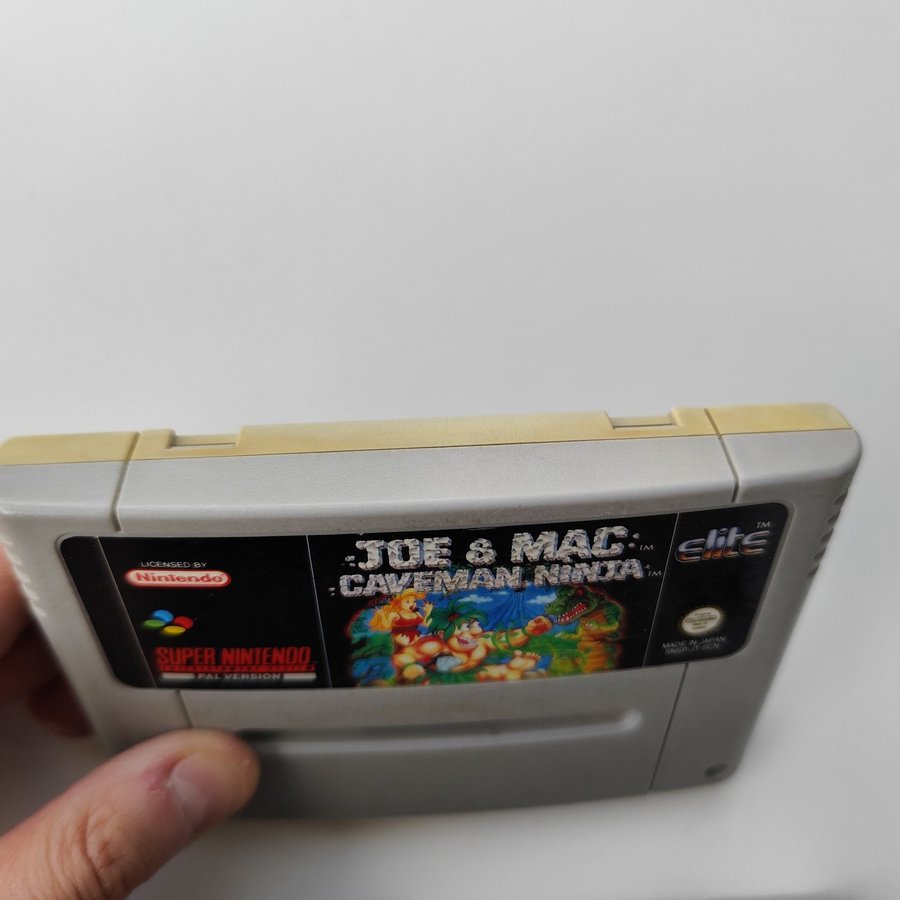 LICENSED BY
Nintendo
SUPER NINTENDO
PAL VERSION
JOE & MAC TM
CAVEMAN NINJA TM
elite TM
MADE IN JAPAN